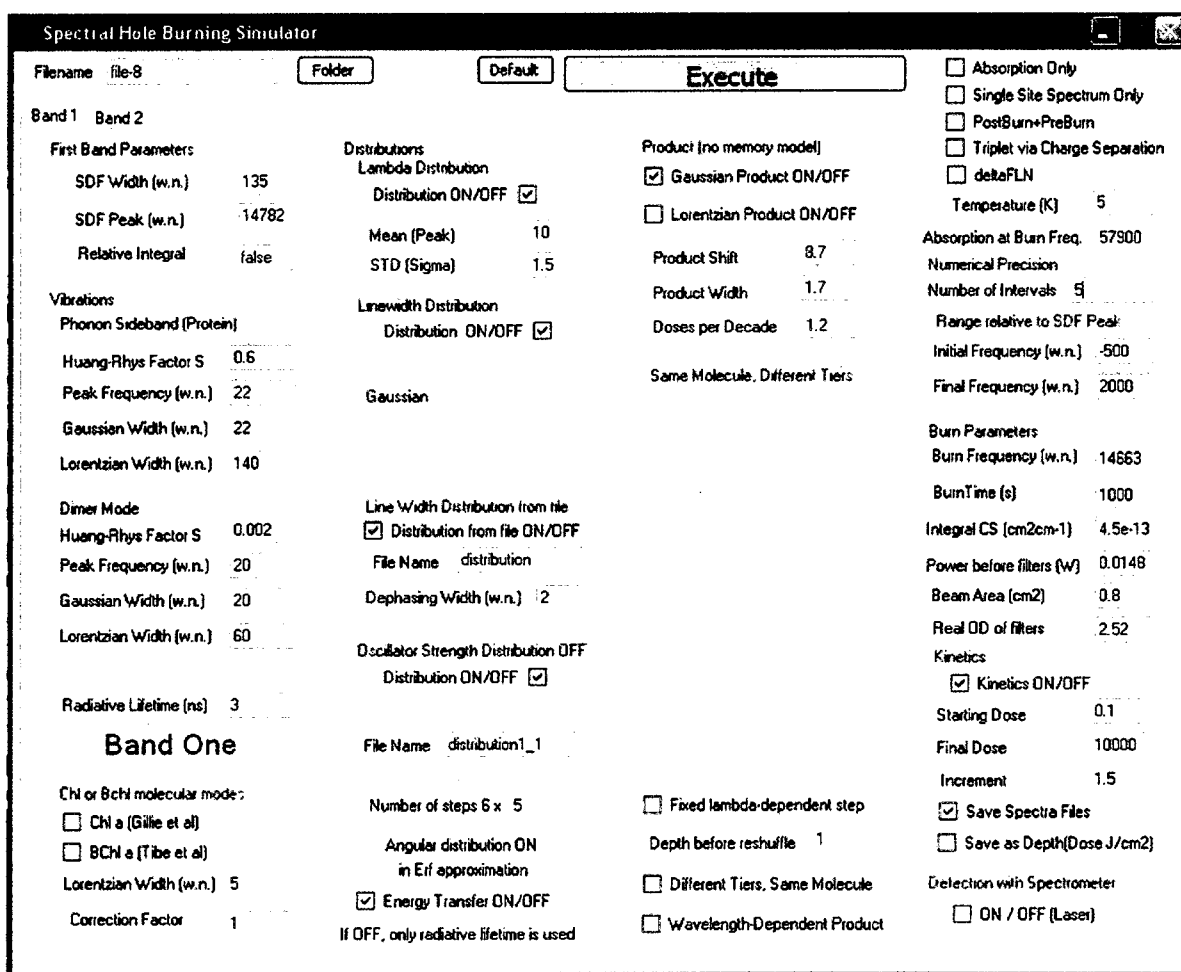 Spectral Hole Burning Simulator
Filename file-8 Folder Default Execute
Band 1 Band 2
First Band Parameters
SDF Width (w.n.) 135
SDF Peak (w.n.) 14782
Relative Integral false
Vibrations
Phonon Sideband (Protein)
Huang-Rhys Factor S 0.6
Peak Frequency (w.n.) 22
Gaussian Width (w.n.) 22
Lorentzian Width (w.n.) 140
Dimer Mode
Huang-Rhys Factor S 0.002
Peak Frequency (w.n.) 20
Gaussian Width (w.n.) 20
Lorentzian Width (w.n.) 60
Radiative Lifetime (ns) 3
Band One
Chl or Bchl molecular modes
Chl a (Gillie et al)
BChl a (Tibe et al)
Lorentzian Width (w.n.) 5
Correction Factor 1
Distributions
Lambda Distribution
Distribution ON/OFF
Mean (Peak) 10
STD (Sigma) 1.5
Linewidth Distribution
Distribution ON/OFF
Gaussian
Line Width Distribution from file
Distribution from file ON/OFF
File Name distribution
Dephasing Width (w.n.) 2
Oscillator Strength Distribution OFF
Distribution ON/OFF
File Name distribution1_1
Number of steps 6 x 5
Angular distribution ON
in Erf approximation
Energy Transfer ON/OFF
If OFF, only radiative lifetime is used
Product (no memory model)
Gaussian Product ON/OFF
Lorentzian Product ON/OFF
Product Shift 8.7
Product Width 1.7
Doses per Decade 1.2
Same Molecule, Different Tiers
Fixed lambda-dependent step
Depth before reshuffle 1
Different Tiers, Same Molecule
Wavelength-Dependent Product
Absorption Only
Single Site Spectrum Only
PostBurn+PreBurn
Triplet via Charge Separation
deltaFLN
Temperature (K) 5
Absorption at Burn Freq. 57900
Numerical Precision
Number of Intervals 5
Range relative to SDF Peak
Initial Frequency (w.n.) -500
Final Frequency (w.n.) 2000
Burn Parameters
Burn Frequency (w.n.) 14663
BurnTime (s) 1000
Integral CS (cm2cm-1) 4.5e-13
Power before filters (W) 0.0148
Beam Area (cm2) 0.8
Real OD of filters 2.52
Kinetics
Kinetics ON/OFF
Starting Dose 0.1
Final Dose 10000
Increment 1.5
Save Spectra Files
Save as Depth(Dose J/cm2)
Detection with Spectrometer
ON / OFF (Laser)